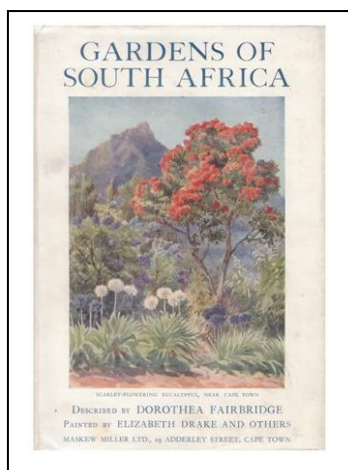 GARDENS OF
SOUTH AFRICA
SCARLET-FLOWERING EUCALYPTUS, NEAR CAPE TOWN
DESCRIBED BY DOROTHEA FAIRBRIDGE
PAINTED BY ELIZABETH DRAKE AND OTHERS
MASKEW MILLER LTD., 29 ADDERLEY STREET, CAPE TOWN